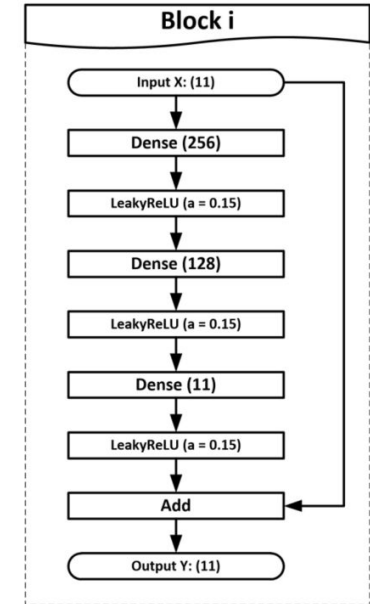 Block i
Input X: (11)
Dense (256)
LeakyReLU (a = 0.15)
Dense (128)
LeakyReLU (a = 0.15)
Dense (11)
LeakyReLU (a = 0.15)
Add
Output Y: (11)